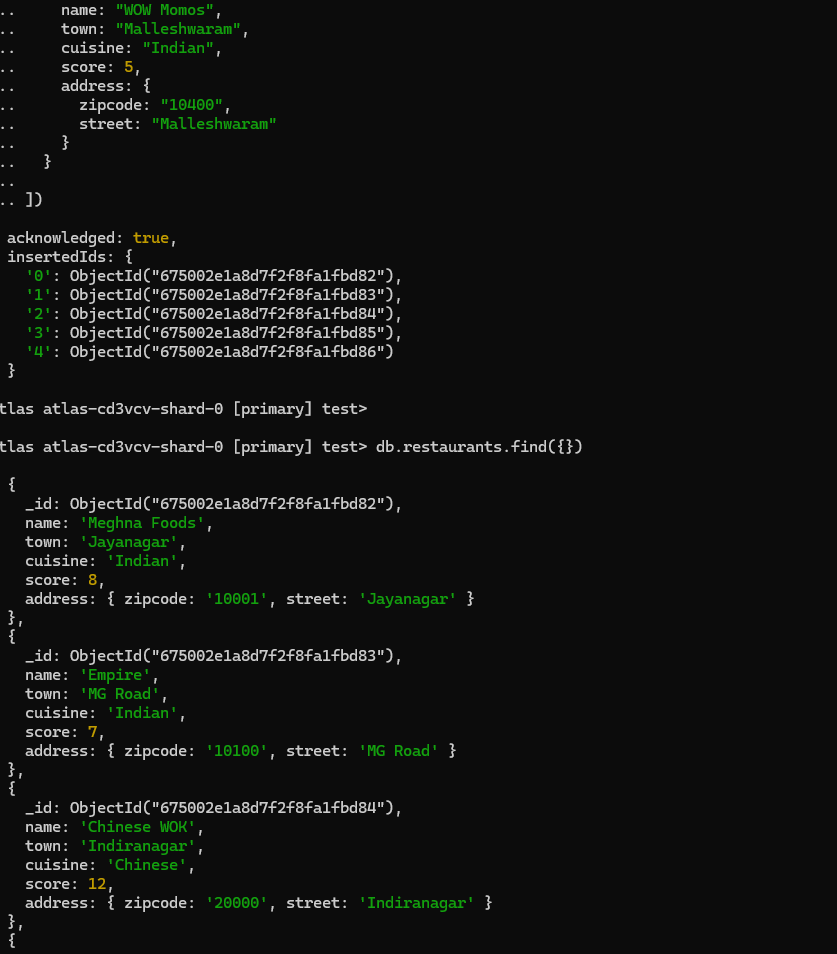 ..     name: "WOW Momos",
..     town: "Malleshwaram",
..     cuisine: "Indian",
..     score: 5,
..     address: {
..       zipcode: "10400",
..       street: "Malleshwaram"
..     }
..   }
..
.. ])
acknowledged: true,
insertedIds: {
  '0': ObjectId("675002e1a8d7f2f8fa1fbd82"),
  '1': ObjectId("675002e1a8d7f2f8fa1fbd83"),
  '2': ObjectId("675002e1a8d7f2f8fa1fbd84"),
  '3': ObjectId("675002e1a8d7f2f8fa1fbd85"),
  '4': ObjectId("675002e1a8d7f2f8fa1fbd86")
}
tlas atlas-cd3vcv-shard-0 [primary] test>
tlas atlas-cd3vcv-shard-0 [primary] test> db.restaurants.find({})
{
  _id: ObjectId("675002e1a8d7f2f8fa1fbd82"),
  name: 'Meghna Foods',
  town: 'Jayanagar',
  cuisine: 'Indian',
  score: 8,
  address: { zipcode: '10001', street: 'Jayanagar' }
},
{
  _id: ObjectId("675002e1a8d7f2f8fa1fbd83"),
  name: 'Empire',
  town: 'MG Road',
  cuisine: 'Indian',
  score: 7,
  address: { zipcode: '10100', street: 'MG Road' }
},
{
  _id: ObjectId("675002e1a8d7f2f8fa1fbd84"),
  name: 'Chinese WOK',
  town: 'Indiranagar',
  cuisine: 'Chinese',
  score: 12,
  address: { zipcode: '20000', street: 'Indiranagar' }
},
{